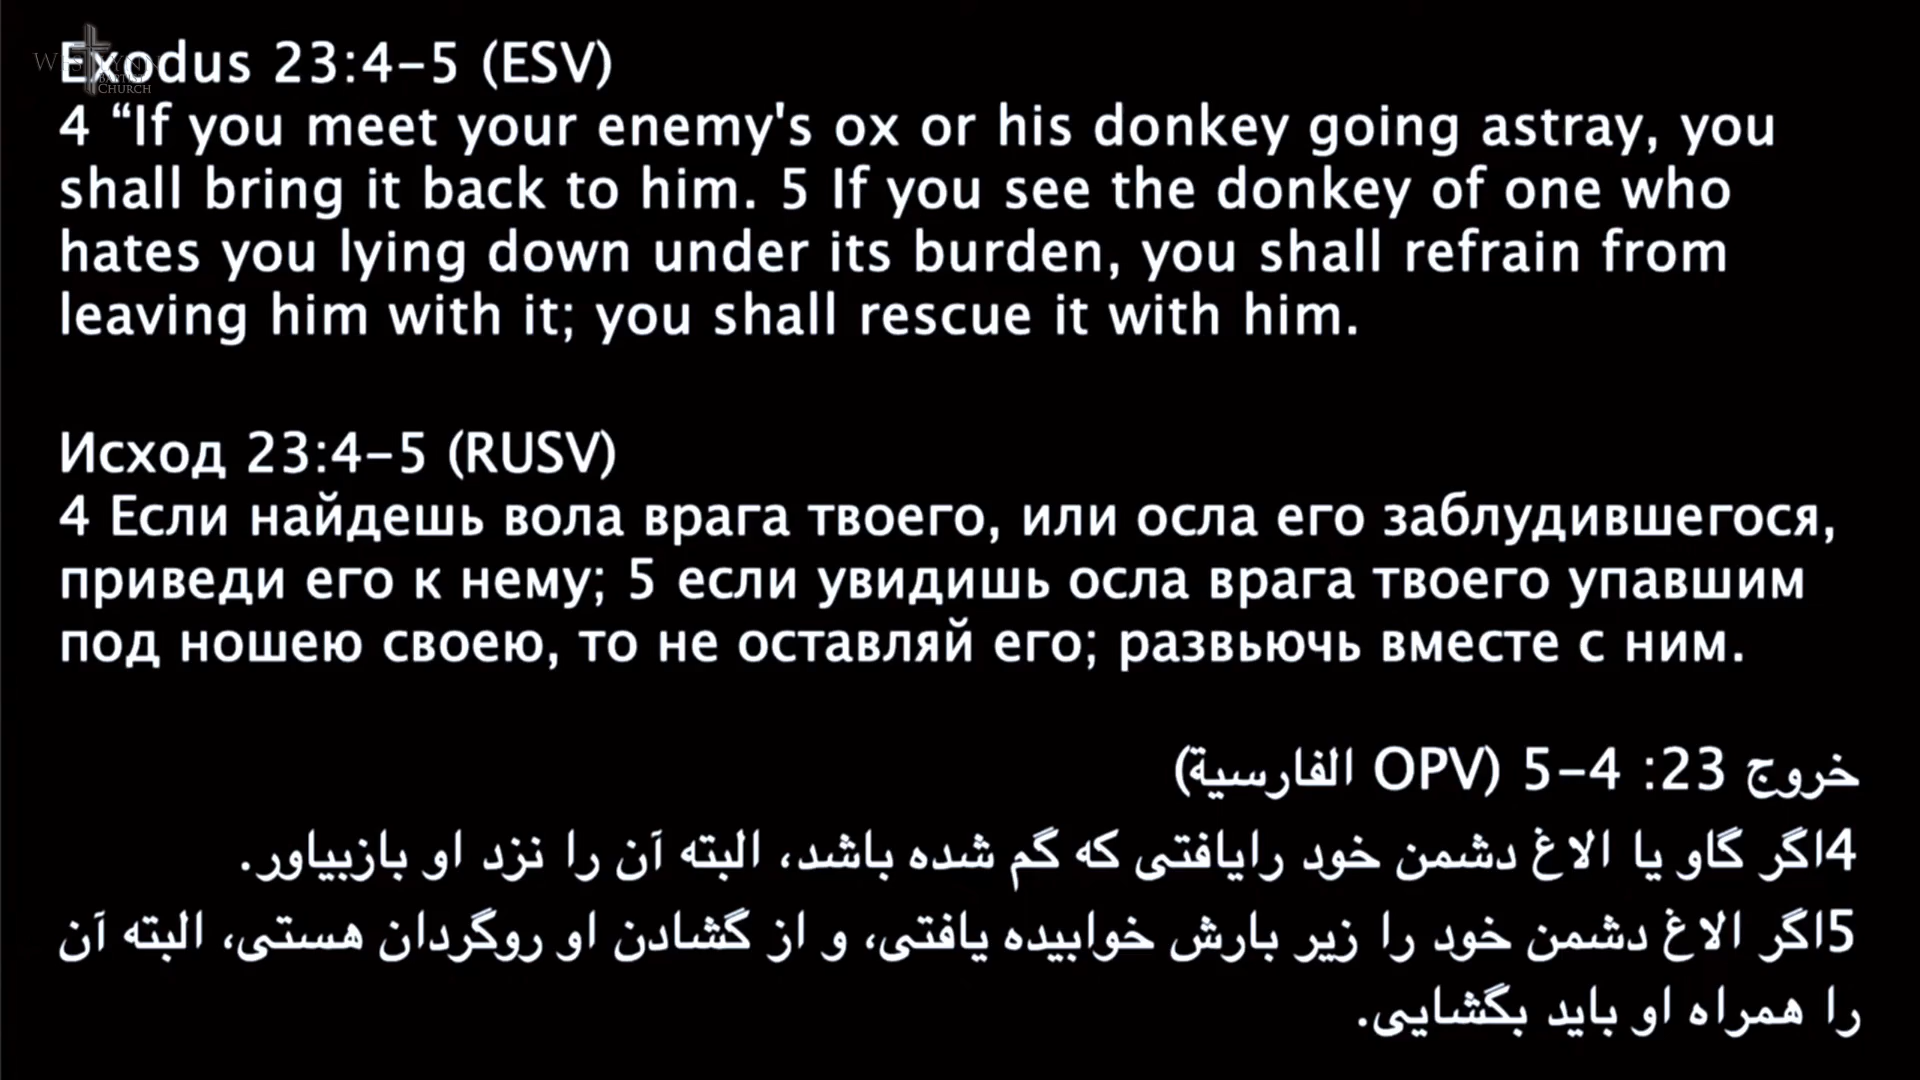 WESTLYNN
BAPTIST
CHURCH
Exodus 23:4-5 (ESV)
4 “If you meet your enemy's ox or his donkey going astray, you
shall bring it back to him. 5 If you see the donkey of one who
hates you lying down under its burden, you shall refrain from
leaving him with it; you shall rescue it with him.
Исход 23:4-5 (RUSV)
4 Если найдешь вола врага твоего, или осла его заблудившегося,
приведи его к нему; 5 если увидишь осла врага твоего упавшим
под ношею своею, то не оставляй его; развьючь вместе с ним.
خروج 23: 4-5 (OPV الفارسية)
4اگر گاو یا الاغ دشمن خود رایافتی که گم شده باشد، البته آن را نزد او بازبیاور.
5اگر الاغ دشمن خود را زیر بارش خوابیده یافتی، و از گشادن او روگردان هستی، البته آن
را همراه او باید بگشایی.